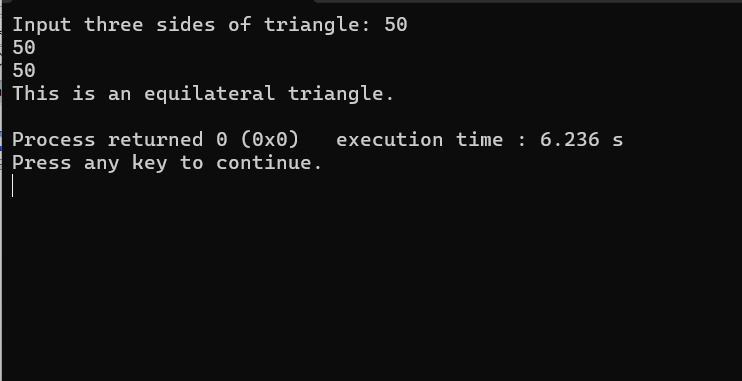 Input three sides of triangle: 50
50
50
This is an equilateral triangle.
Process returned 0 (0x0)   execution time : 6.236 s
Press any key to continue.